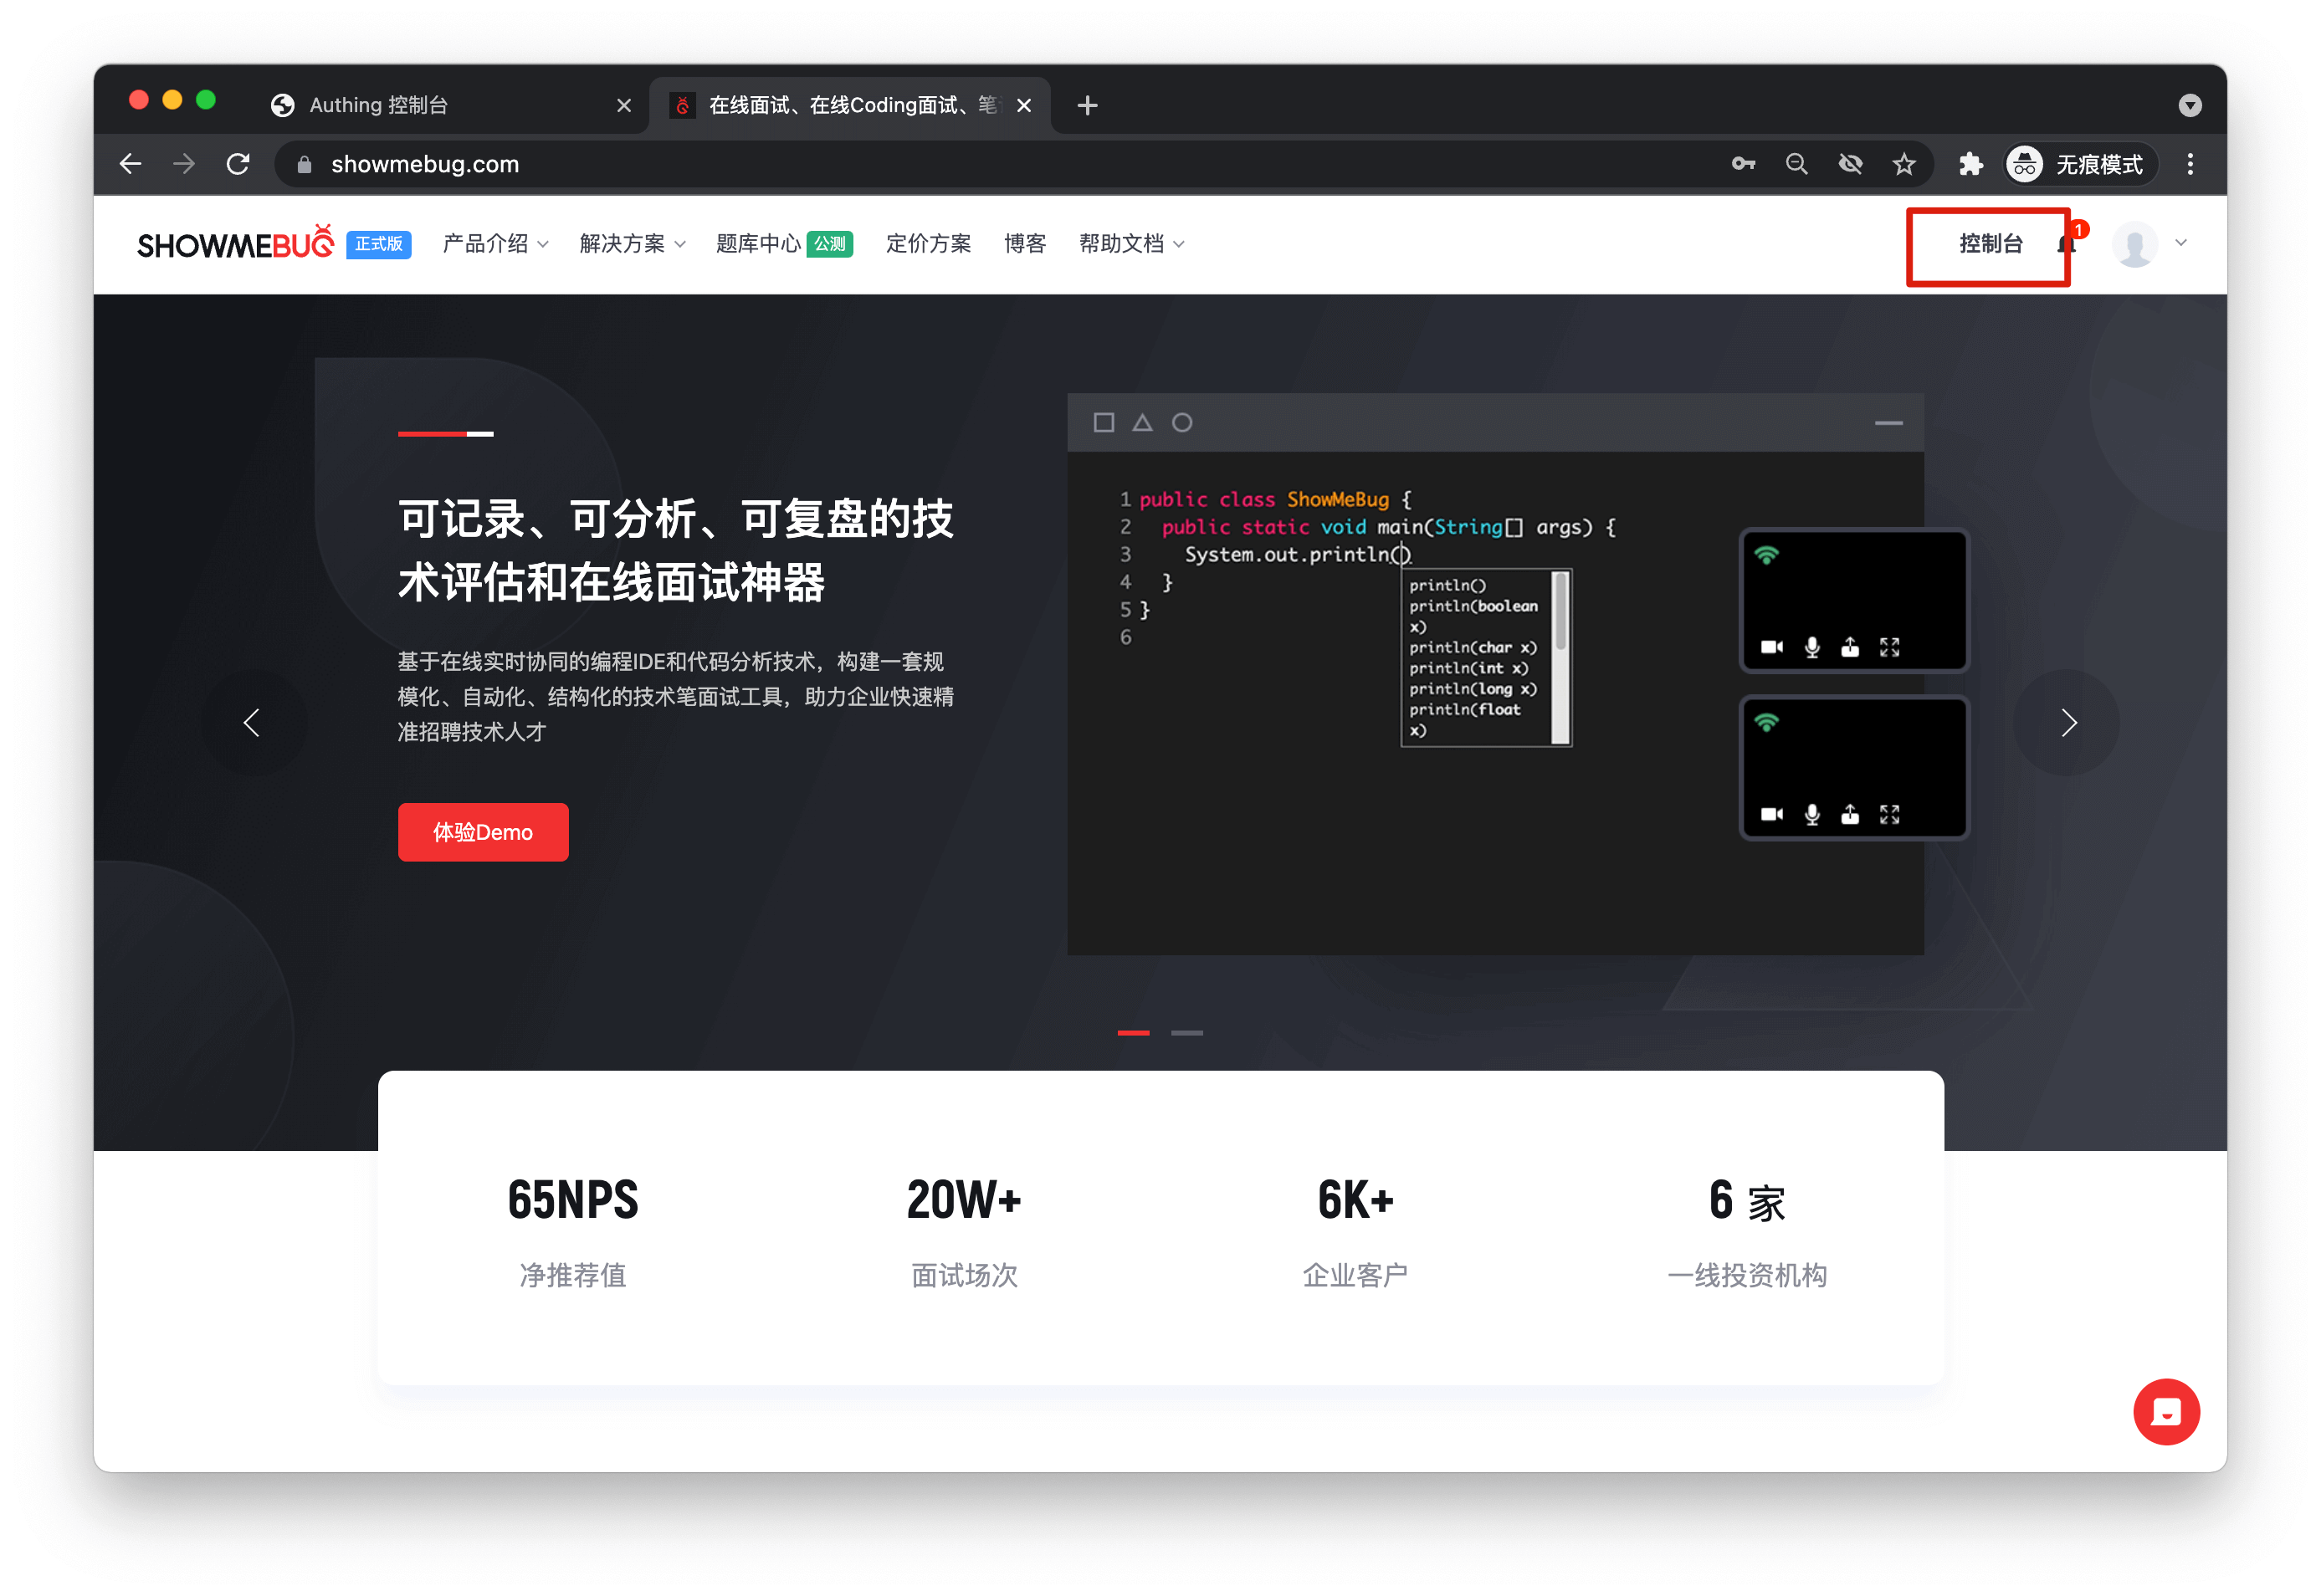 Authing 控制台
在线面试、在线Coding面试、笔
showmebug.com
无痕模式
SHOWMEBUG 正式版 产品介绍 解决方案 题库中心 公测 定价方案 博客 帮助文档 控制台 1
可记录、可分析、可复盘的技
术评估和在线面试神器
基于在线实时协同的编程IDE和代码分析技术，构建一套规
模化、自动化、结构化的技术笔面试工具，助力企业快速精
准招聘技术人才
体验Demo
1 public class ShowMeBug {
2 public static void main(String[] args) {
3 System.out.println()
4 }
5 }
6
println()
println(boolean
x)
println(char x)
println(int x)
println(long x)
println(float
x)
65NPS
净推荐值
20W+
面试场次
6K+
企业客户
6 家
一线投资机构